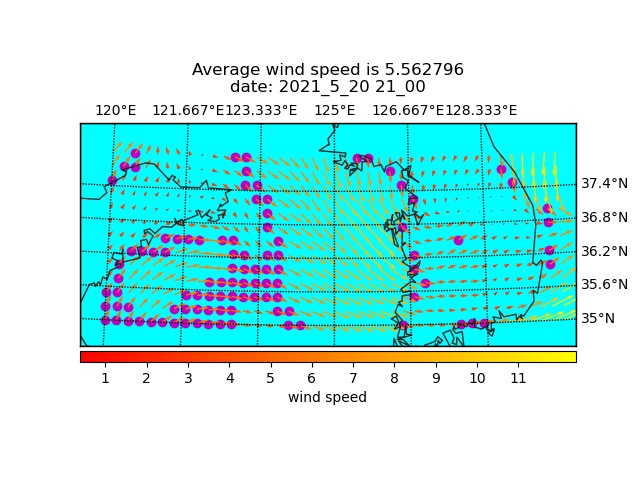 Average wind speed is 5.562796
date: 2021_5_20 21_00
120°E 121.667°E 123.333°E 125°E 126.667°E 128.333°E
37.4°N
36.8°N
36.2°N
35.6°N
35°N
1 2 3 4 5 6 7 8 9 10 11
wind speed